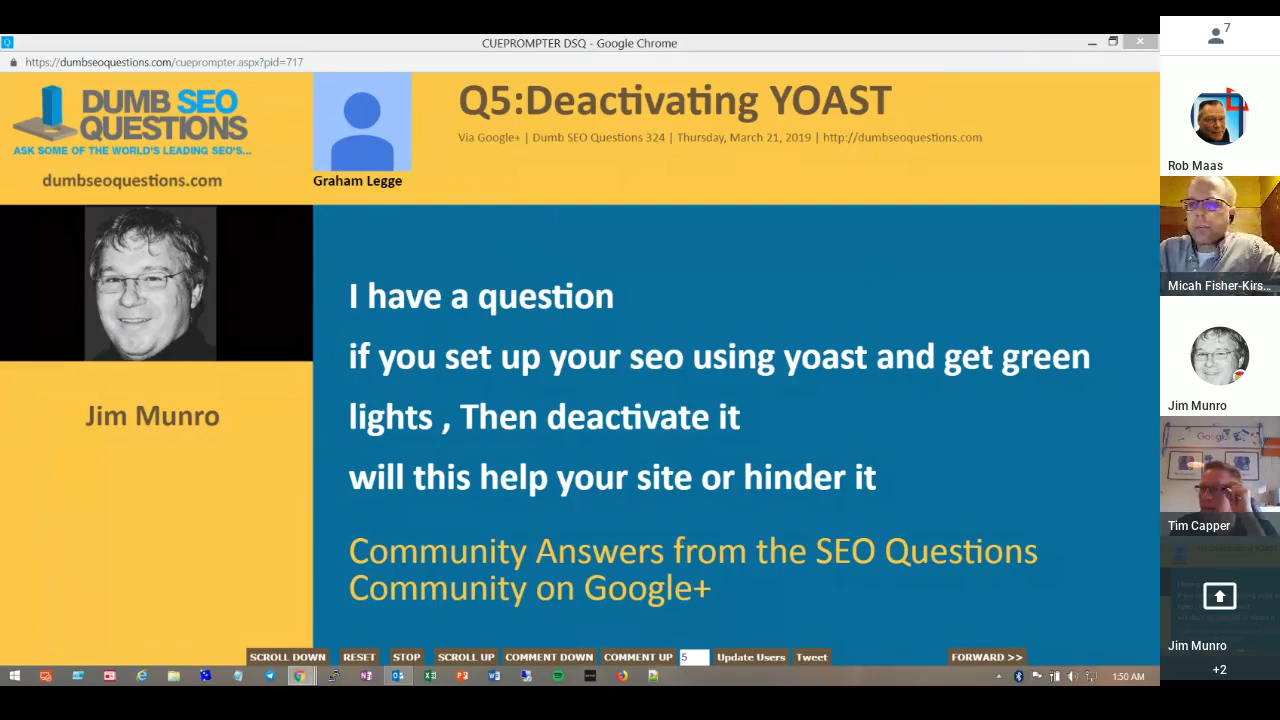 CUEPROMPTER DSQ - Google Chrome
https://dumbseoquestions.com/cueprompter.aspx?pid=717
7
DUMB SEO
QUESTIONS
ASK SOME OF THE WORLD'S LEADING SEO'S...
dumbseoquestions.com
Graham Legge
Q5:Deactivating YOAST
Via Google+ | Dumb SEO Questions 324 | Thursday, March 21, 2019 | http://dumbseoquestions.com
Jim Munro
I have a question
if you set up your seo using yoast and get green
lights , Then deactivate it
will this help your site or hinder it
Community Answers from the SEO Questions
Community on Google+
SCROLL DOWN RESET STOP SCROLL UP COMMENT DOWN COMMENT UP 5 Update Users Tweet FORWARD >>
1:50 AM
Rob Maas
Micah Fisher-Kirs...
Jim Munro
Google
Tim Capper
Jim Munro
+2